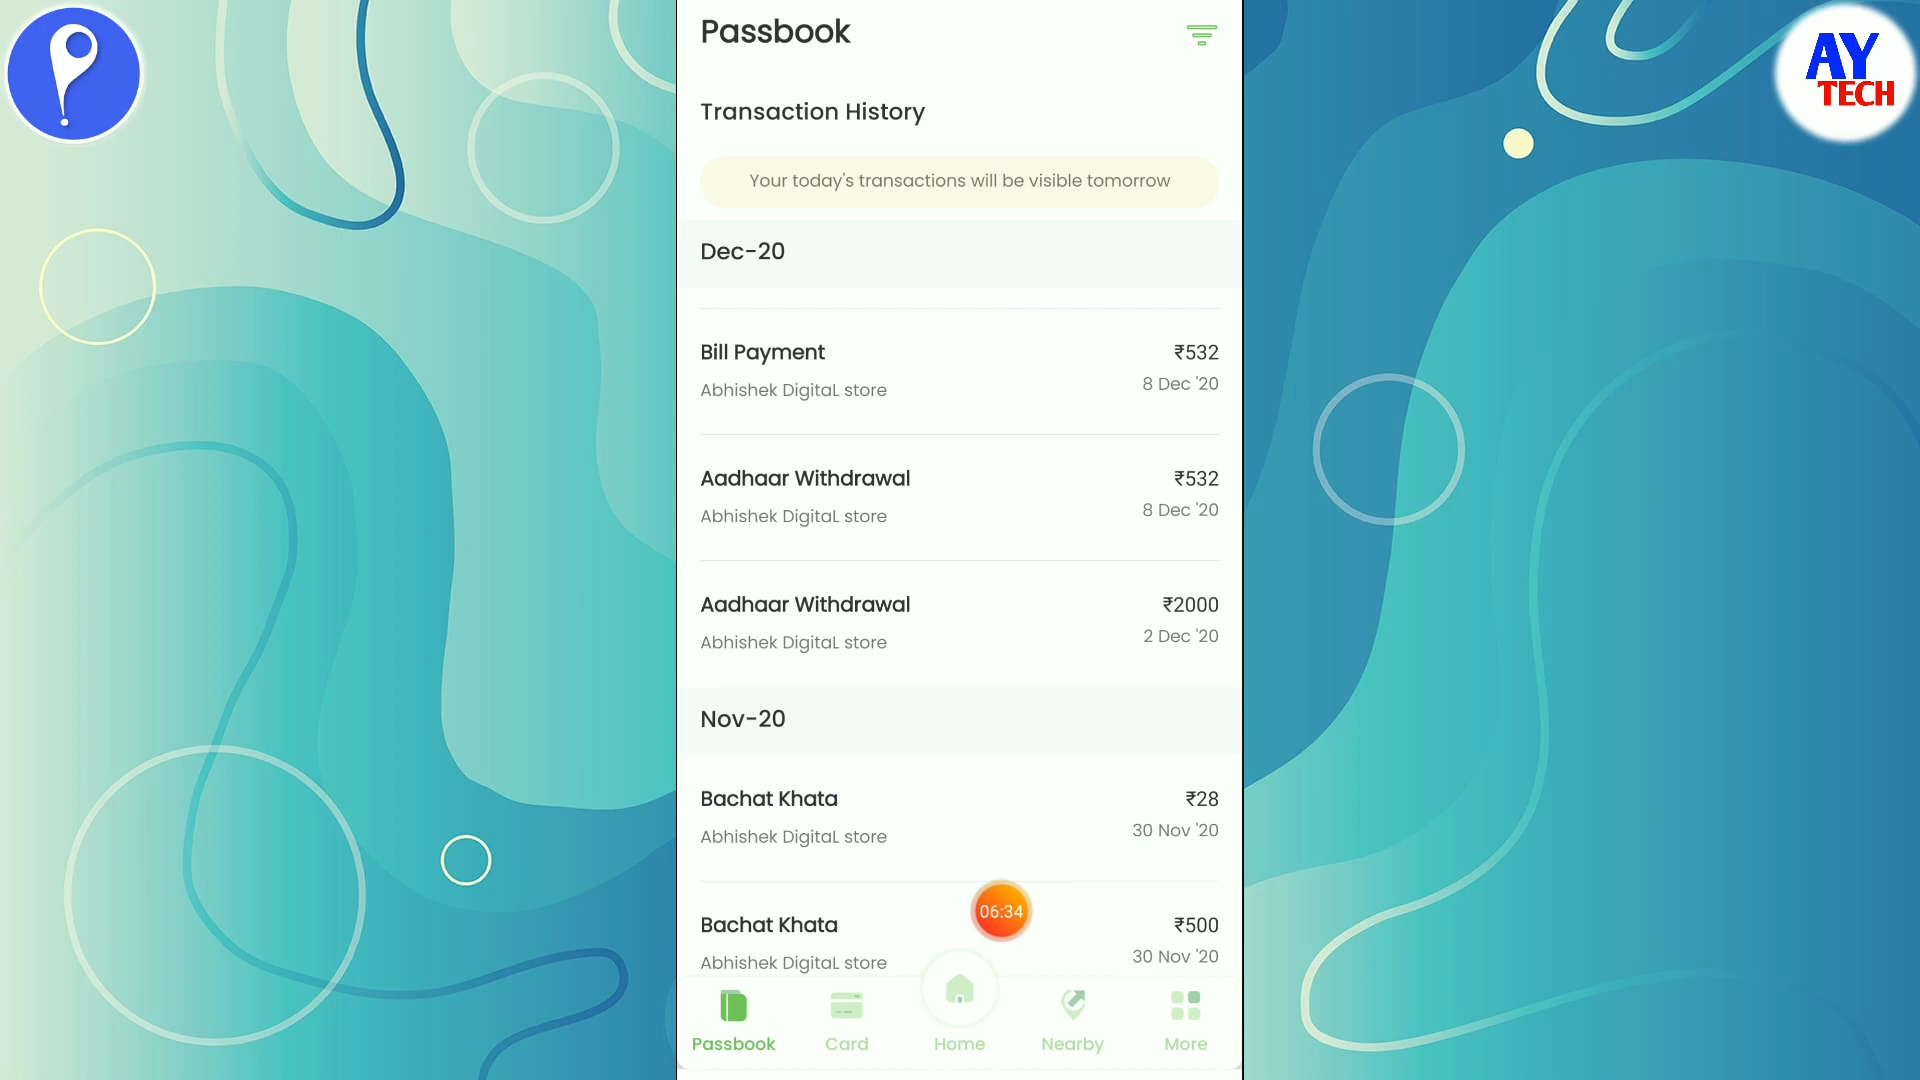 AY
TECH
Passbook
Transaction History
Your today's transactions will be visible tomorrow
Dec-20
Bill Payment ₹532
Abhishek DigitaL store 8 Dec '20
Aadhaar Withdrawal ₹532
Abhishek DigitaL store 8 Dec '20
Aadhaar Withdrawal ₹2000
Abhishek DigitaL store 2 Dec '20
Nov-20
Bachat Khata ₹28
Abhishek DigitaL store 30 Nov '20
06:34
Bachat Khata ₹500
Abhishek DigitaL store 30 Nov '20
Passbook Card Home Nearby More